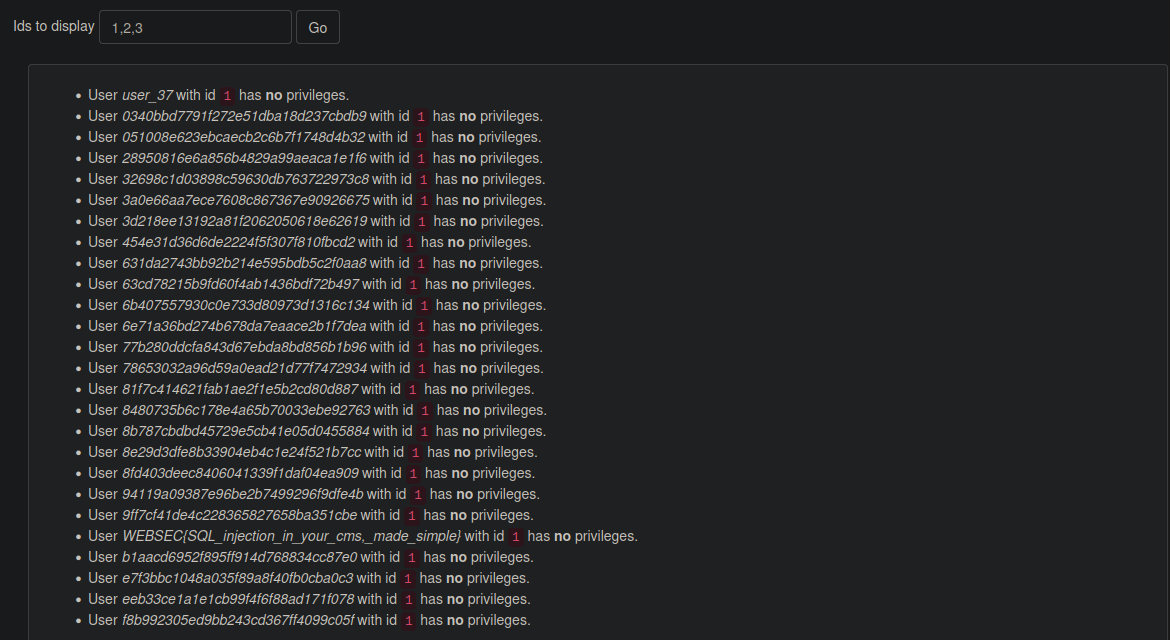 Ids to display 1,2,3 Go
User user_37 with id 1 has no privileges.
User 0340bbd7791f272e51dba18d237cbdb9 with id 1 has no privileges.
User 051008e623ebcaecb2c6b7f1748d4b32 with id 1 has no privileges.
User 28950816e6a856b4829a99aeaca1e1f6 with id 1 has no privileges.
User 32698c1d03898c59630db763722973c8 with id 1 has no privileges.
User 3a0e66aa7ece7608c867367e90926675 with id 1 has no privileges.
User 3d218ee13192a81f2062050618e62619 with id 1 has no privileges.
User 454e31d36d6de2224f5f307f810fbcd2 with id 1 has no privileges.
User 631da2743bb92b214e595bdb5c2f0aa8 with id 1 has no privileges.
User 63cd78215b9fd60f4ab1436bdf72b497 with id 1 has no privileges.
User 6b407557930c0e733d80973d1316c134 with id 1 has no privileges.
User 6e71a36bd274b678da7eaace2b1f7dea with id 1 has no privileges.
User 77b280ddcfa843d67ebda8bd856b1b96 with id 1 has no privileges.
User 78653032a96d59a0ead21d77f7472934 with id 1 has no privileges.
User 81f7c414621fab1ae2f1e5b2cd80d887 with id 1 has no privileges.
User 8480735b6c178e4a65b70033ebe92763 with id 1 has no privileges.
User 8b787cbdbd45729e5cb41e05d0455884 with id 1 has no privileges.
User 8e29d3dfe8b33904eb4c1e24f521b7cc with id 1 has no privileges.
User 8fd403deec8406041339f1daf04ea909 with id 1 has no privileges.
User 94119a09387e96be2b7499296f9dfe4b with id 1 has no privileges.
User 9ff7cf41de4c228365827658ba351cbe with id 1 has no privileges.
User WEBSEC{SQL_injection_in_your_cms,_made_simple} with id 1 has no privileges.
User b1aacd6952f895ff914d768834cc87e0 with id 1 has no privileges.
User e7f3bbc1048a035f89a8f40fb0cba0c3 with id 1 has no privileges.
User eeb33ce1a1e1cb99f4f6f88ad171f078 with id 1 has no privileges.
User f8b992305ed9bb243cd367ff4099c05f with id 1 has no privileges.